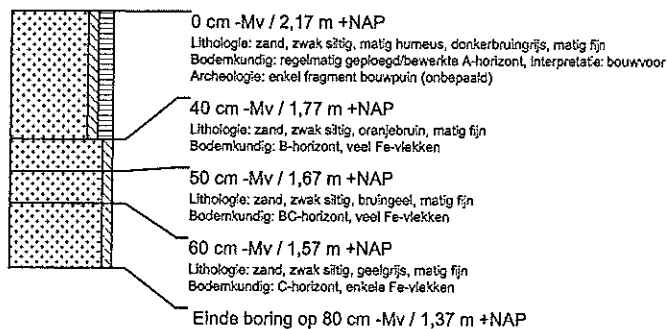 0 cm -Mv / 2,17 m +NAP
Lithologie: zand, zwak siltig, matig humeus, donkerbruingrijs, matig fijn
Bodemkundig: regelmatig geploegd/bewerkte A-horizont, interpretatie: bouwvoor
Archeologie: enkel fragment bouwpuin (onbepaald)
40 cm -Mv / 1,77 m +NAP
Lithologie: zand, zwak siltig, oranjebruin, matig fijn
Bodemkundig: B-horizont, veel Fe-vlekken
50 cm -Mv / 1,67 m +NAP
Lithologie: zand, zwak siltig, bruingeel, matig fijn
Bodemkundig: BC-horizont, veel Fe-vlekken
60 cm -Mv / 1,57 m +NAP
Lithologie: zand, zwak siltig, geelgrijs, matig fijn
Bodemkundig: C-horizont, enkele Fe-vlekken
Einde boring op 80 cm -Mv / 1,37 m +NAP